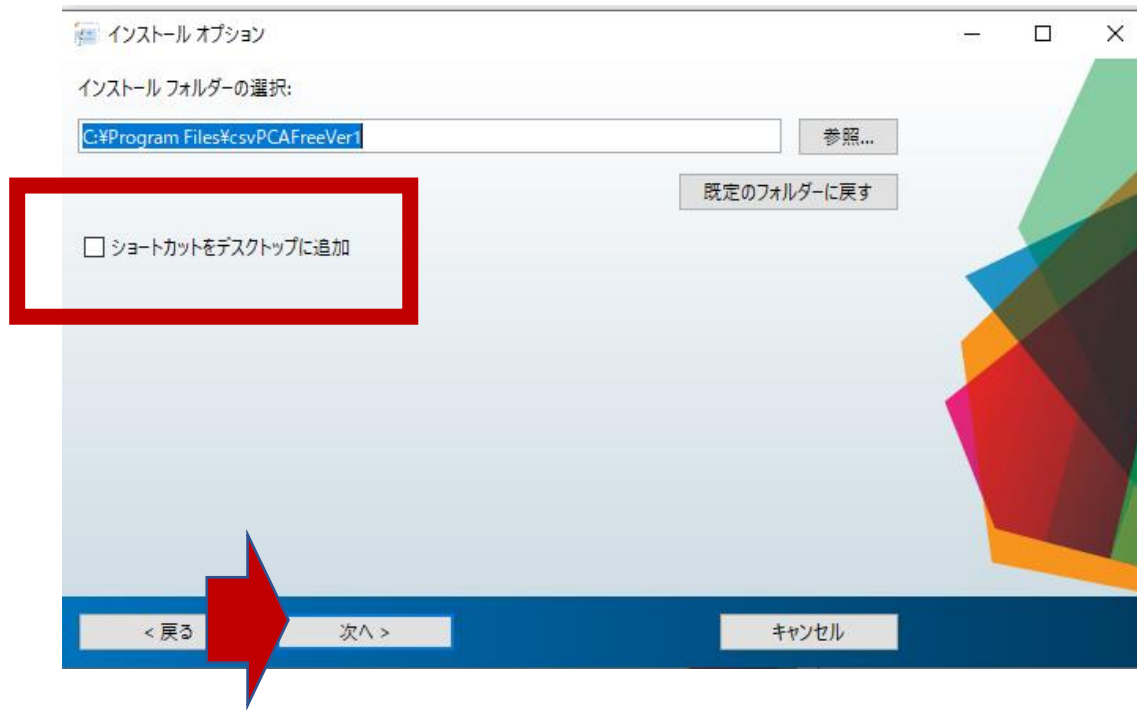 インストール オプション
インストール フォルダーの選択:
C:¥Program Files¥csvPCAFreeVer1
参照...
既定のフォルダーに戻す
ショートカットをデスクトップに追加
< 戻る
次へ >
キャンセル